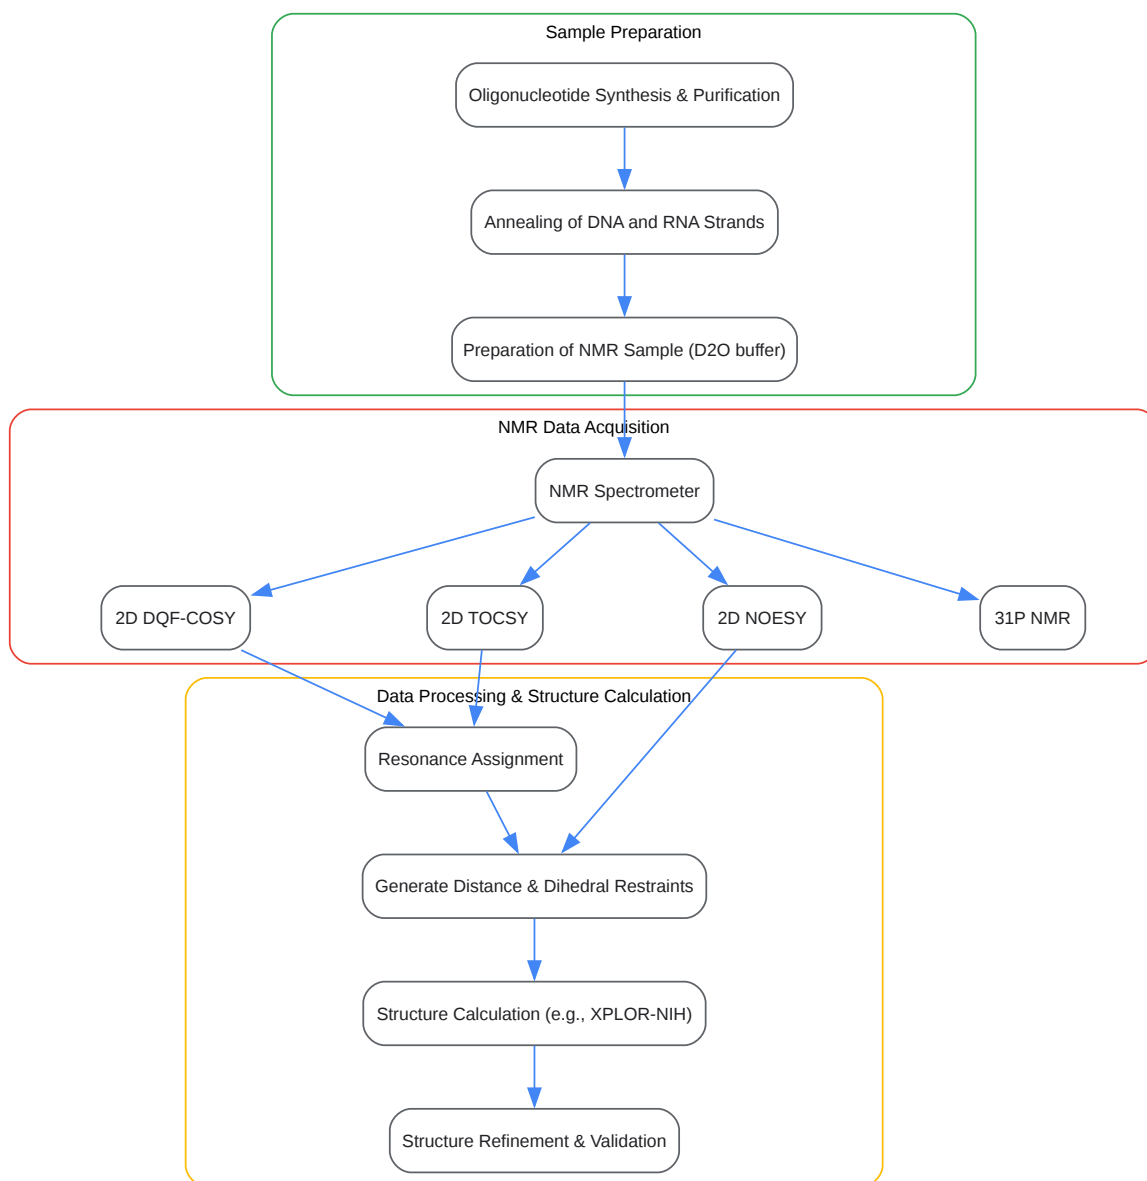 Sample Preparation
Oligonucleotide Synthesis & Purification
Annealing of DNA and RNA Strands
Preparation of NMR Sample (D2O buffer)
NMR Data Acquisition
NMR Spectrometer
2D DQF-COSY
2D TOCSY
2D NOESY
31P NMR
Data Processing & Structure Calculation
Resonance Assignment
Generate Distance & Dihedral Restraints
Structure Calculation (e.g., XPLOR-NIH)
Structure Refinement & Validation